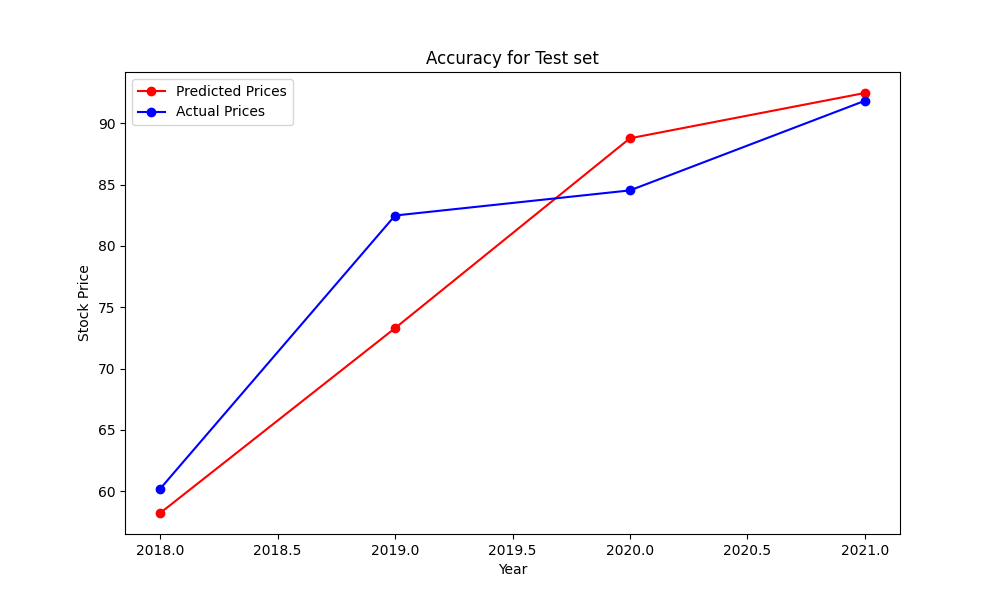 Accuracy for Test set
Predicted Prices
Actual Prices
90
85
80
75
70
65
60
Stock Price
2018.0 2018.5 2019.0 2019.5 2020.0 2020.5 2021.0
Year